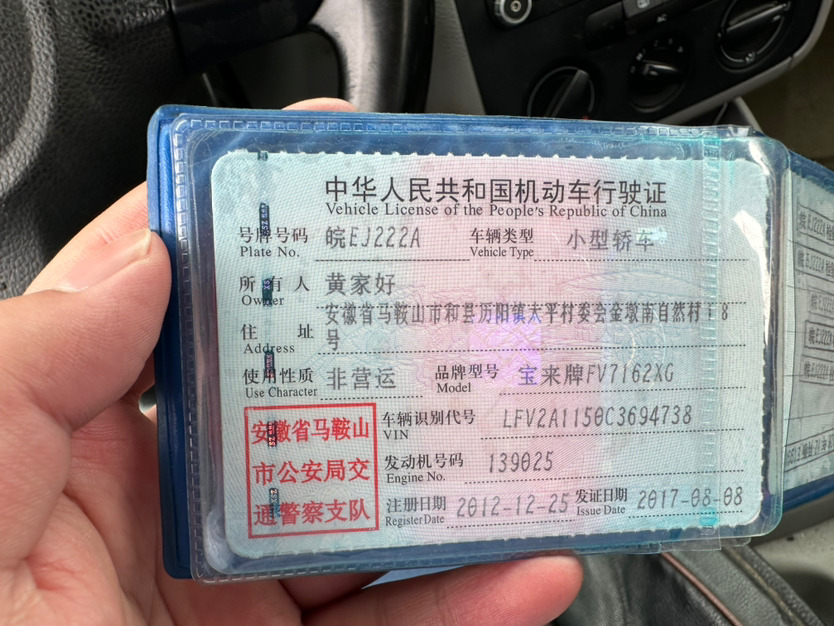 中华人民共和国机动车行驶证
Vehicle License of the People's Republic of China
号牌号码 皖EJ222A 车辆类型 小型轿车
Plate No. Vehicle Type
所有人 黄家好
Owner
安徽省马鞍山市和县历阳镇太平村委会金墩南自然村 8
住址 号
Address
使用性质 非营运 品牌型号 宝来牌FV7162XG
Use Character Model
安徽省马鞍山
市公安局交
通警察支队
车辆识别代号 LFV2A1150C3694738
VIN
发动机号码 139025
Engine No.
注册日期 2012-12-25 发证日期 2017-08-08
Register Date Issue Date